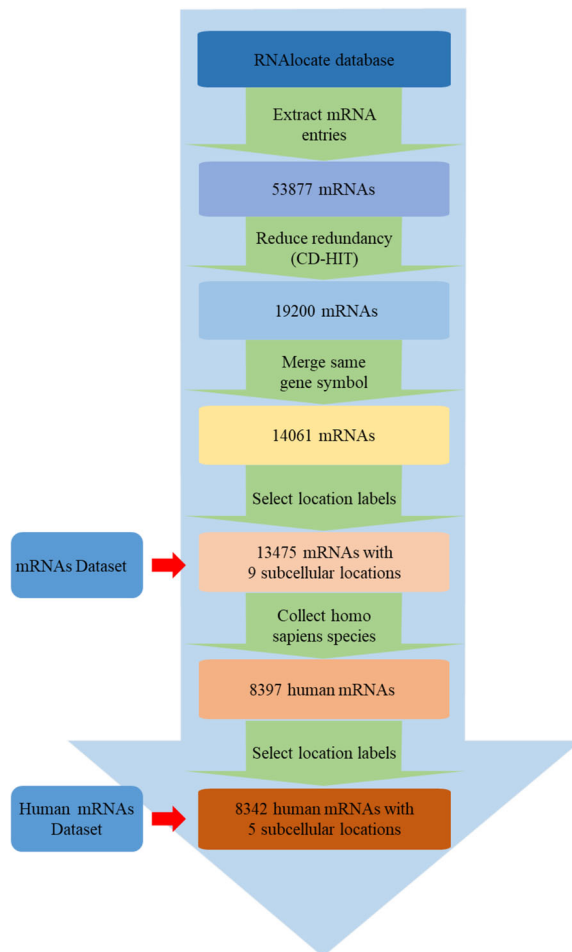 RNAlocate database
Extract mRNA
entries
53877 mRNAs
Reduce redundancy
(CD-HIT)
19200 mRNAs
Merge same
gene symbol
14061 mRNAs
Select location labels
mRNAs Dataset
13475 mRNAs with
9 subcellular locations
Collect homo
sapiens species
8397 human mRNAs
Select location labels
Human mRNAs
Dataset
8342 human mRNAs with
5 subcellular locations